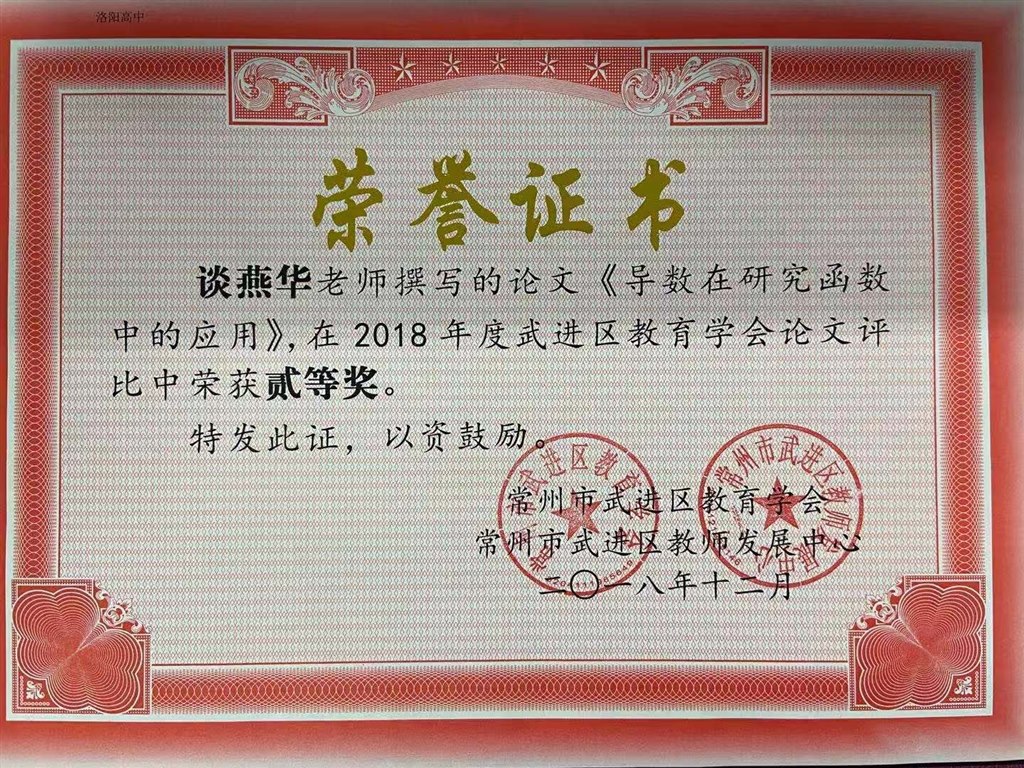 洛阳高中
荣誉证书
谈燕华老师撰写的论文《导数在研究函数
中的应用》，在 2018 年度武进区教育学会论文评
比中荣获贰等奖。
特发此证，以资鼓励。
常州市武进区教育学会
常州市武进区教师发展中心
二〇一八年十二月